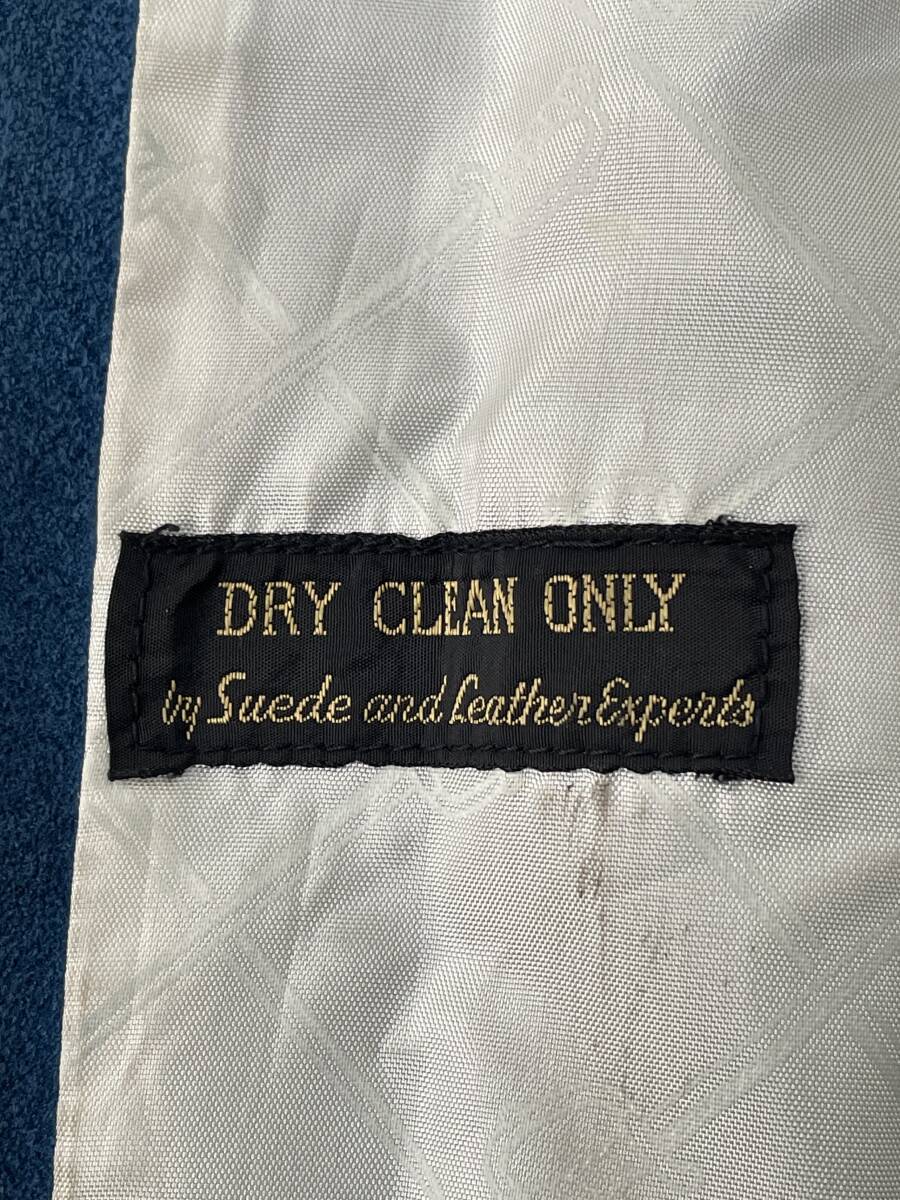 DRY CLEAN ONLY
by Suede and Leather Experts